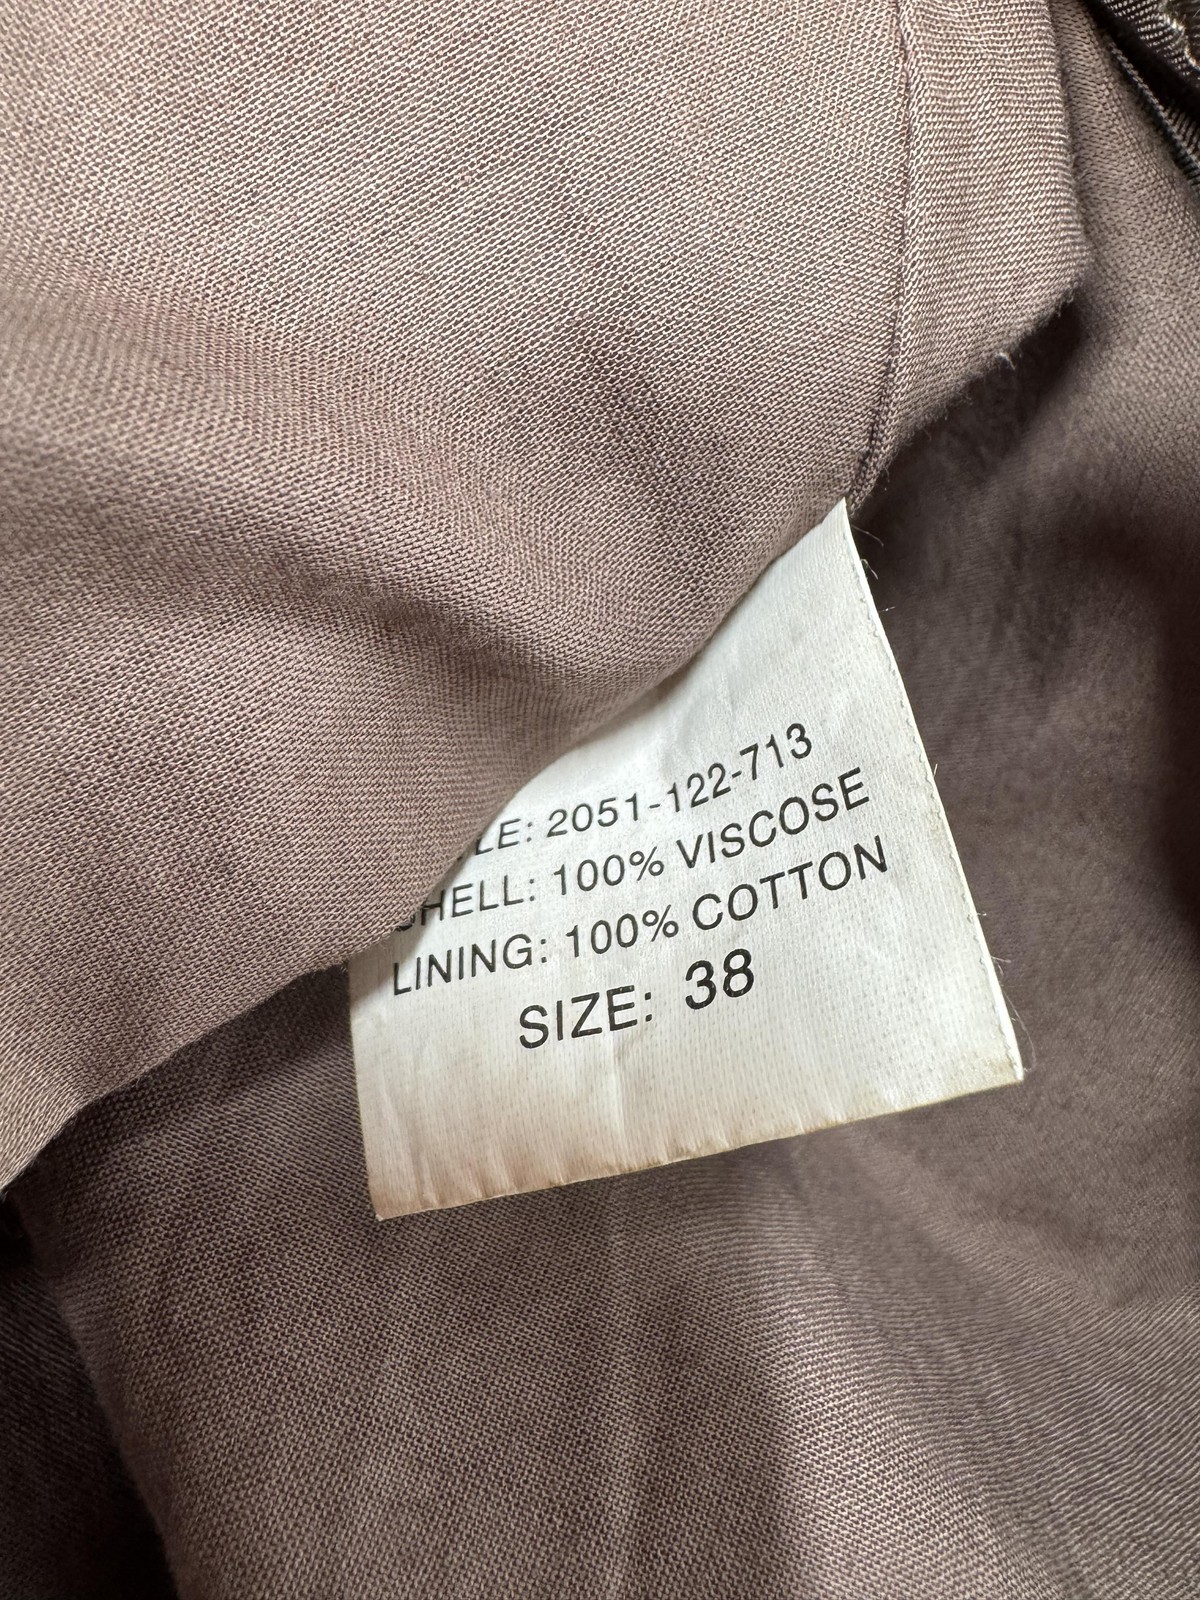 LE: 2051-122-713
SHELL: 100% VISCOSE
LINING: 100% COTTON
SIZE: 38